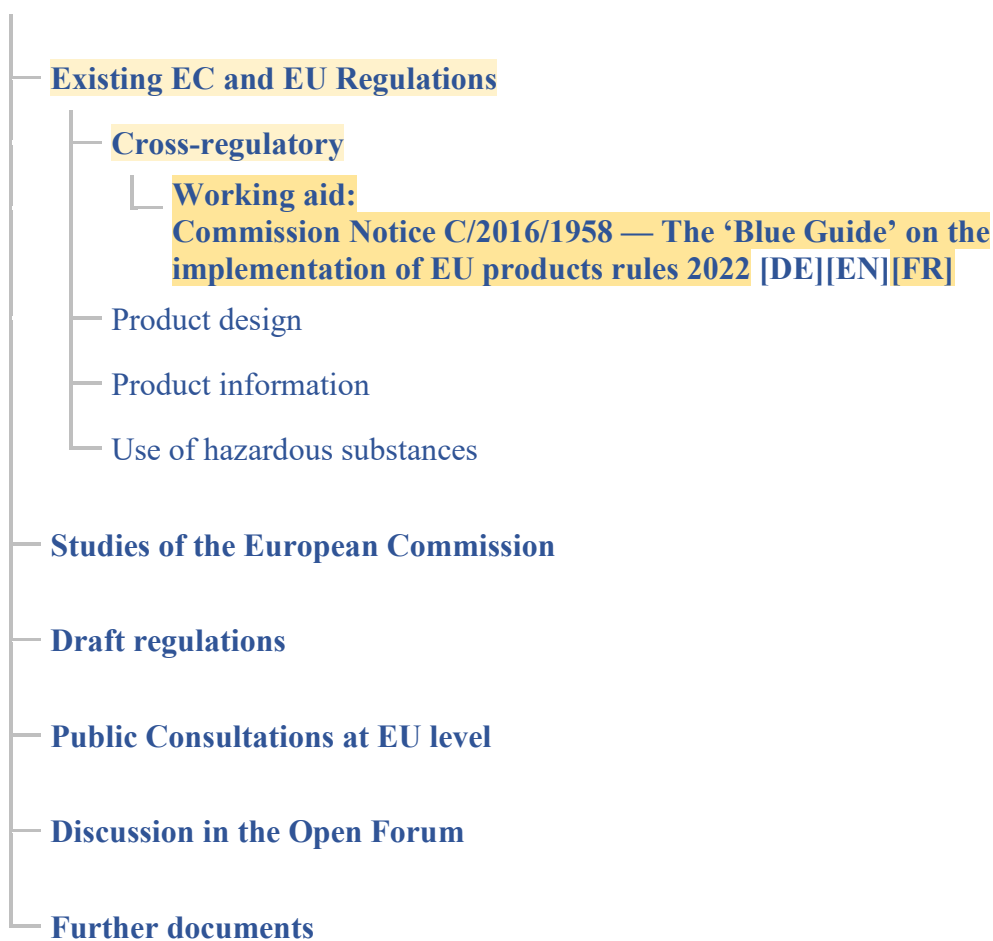 Existing EC and EU Regulations
Cross-regulatory
Working aid:
Commission Notice C/2016/1958 — The ‘Blue Guide’ on the
implementation of EU products rules 2022 [DE][EN][FR]
Product design
Product information
Use of hazardous substances
Studies of the European Commission
Draft regulations
Public Consultations at EU level
Discussion in the Open Forum
Further documents